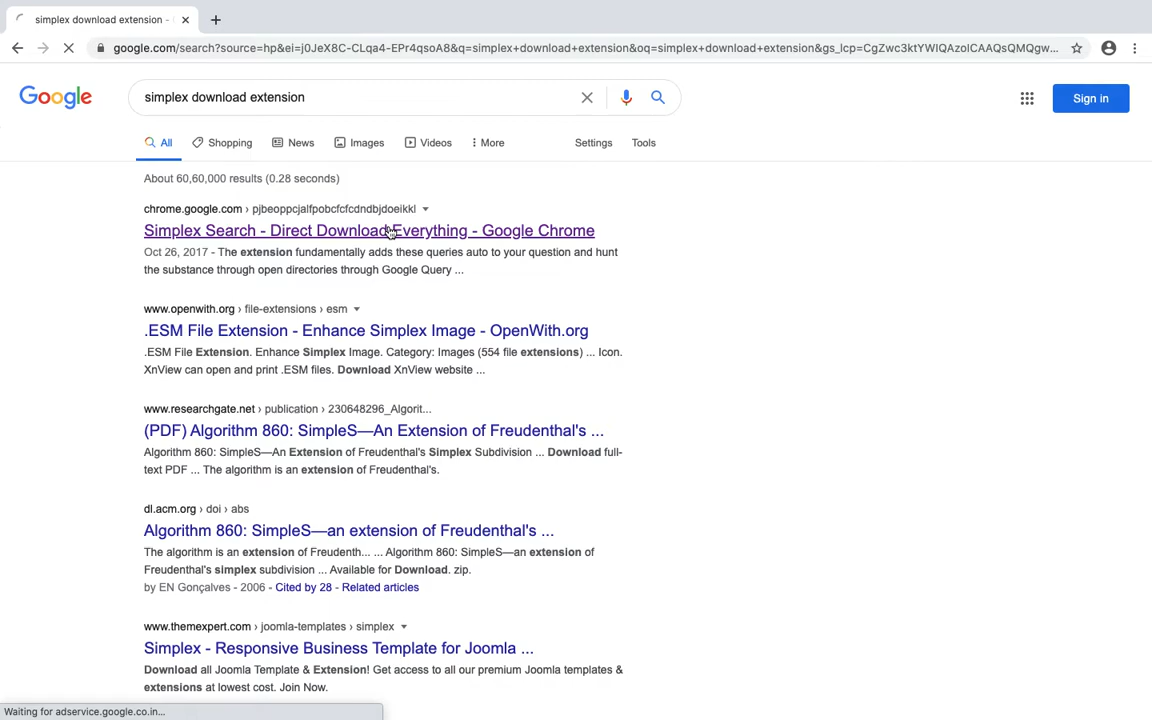 simplex download extension - G
google.com/search?source=hp&ei=j0JeX8C-CLqa4-EPr4qsoA8&q=simplex+download+extension&oq=simplex+download+extension&gs_lcp=CgZwc3ktYWIQAzoICAAQsQMQgw...
Google
simplex download extension
Sign in
All
Shopping
News
Images
Videos
More
Settings
Tools
About 60,60,000 results (0.28 seconds)
chrome.google.com › pjbeoppcjalfpobcfcfcdndbjdoeikkl
Simplex Search - Direct Download Everything - Google Chrome
Oct 26, 2017 - The extension fundamentally adds these queries auto to your question and hunt
the substance through open directories through Google Query ...
www.openwith.org › file-extensions › esm
.ESM File Extension - Enhance Simplex Image - OpenWith.org
.ESM File Extension. Enhance Simplex Image. Category: Images (554 file extensions) ... Icon.
XnView can open and print .ESM files. Download XnView website ...
www.researchgate.net › publication › 230648296_Algorit...
(PDF) Algorithm 860: SimpleS—An Extension of Freudenthal's ...
Algorithm 860: SimpleS—An Extension of Freudenthal's Simplex Subdivision ... Download full-
text PDF ... The algorithm is an extension of Freudenthal's.
dl.acm.org › doi › abs
Algorithm 860: SimpleS—an extension of Freudenthal's ...
The algorithm is an extension of Freudenth... ... Algorithm 860: SimpleS—an extension of
Freudenthal's simplex subdivision ... Available for Download. zip.
by EN Gonçalves - 2006 - Cited by 28 - Related articles
www.themexpert.com › joomla-templates › simplex
Simplex - Responsive Business Template for Joomla ...
Download all Joomla Template & Extension! Get access to all our premium Joomla templates &
extensions at lowest cost. Join Now.
Waiting for adservice.google.co.in...